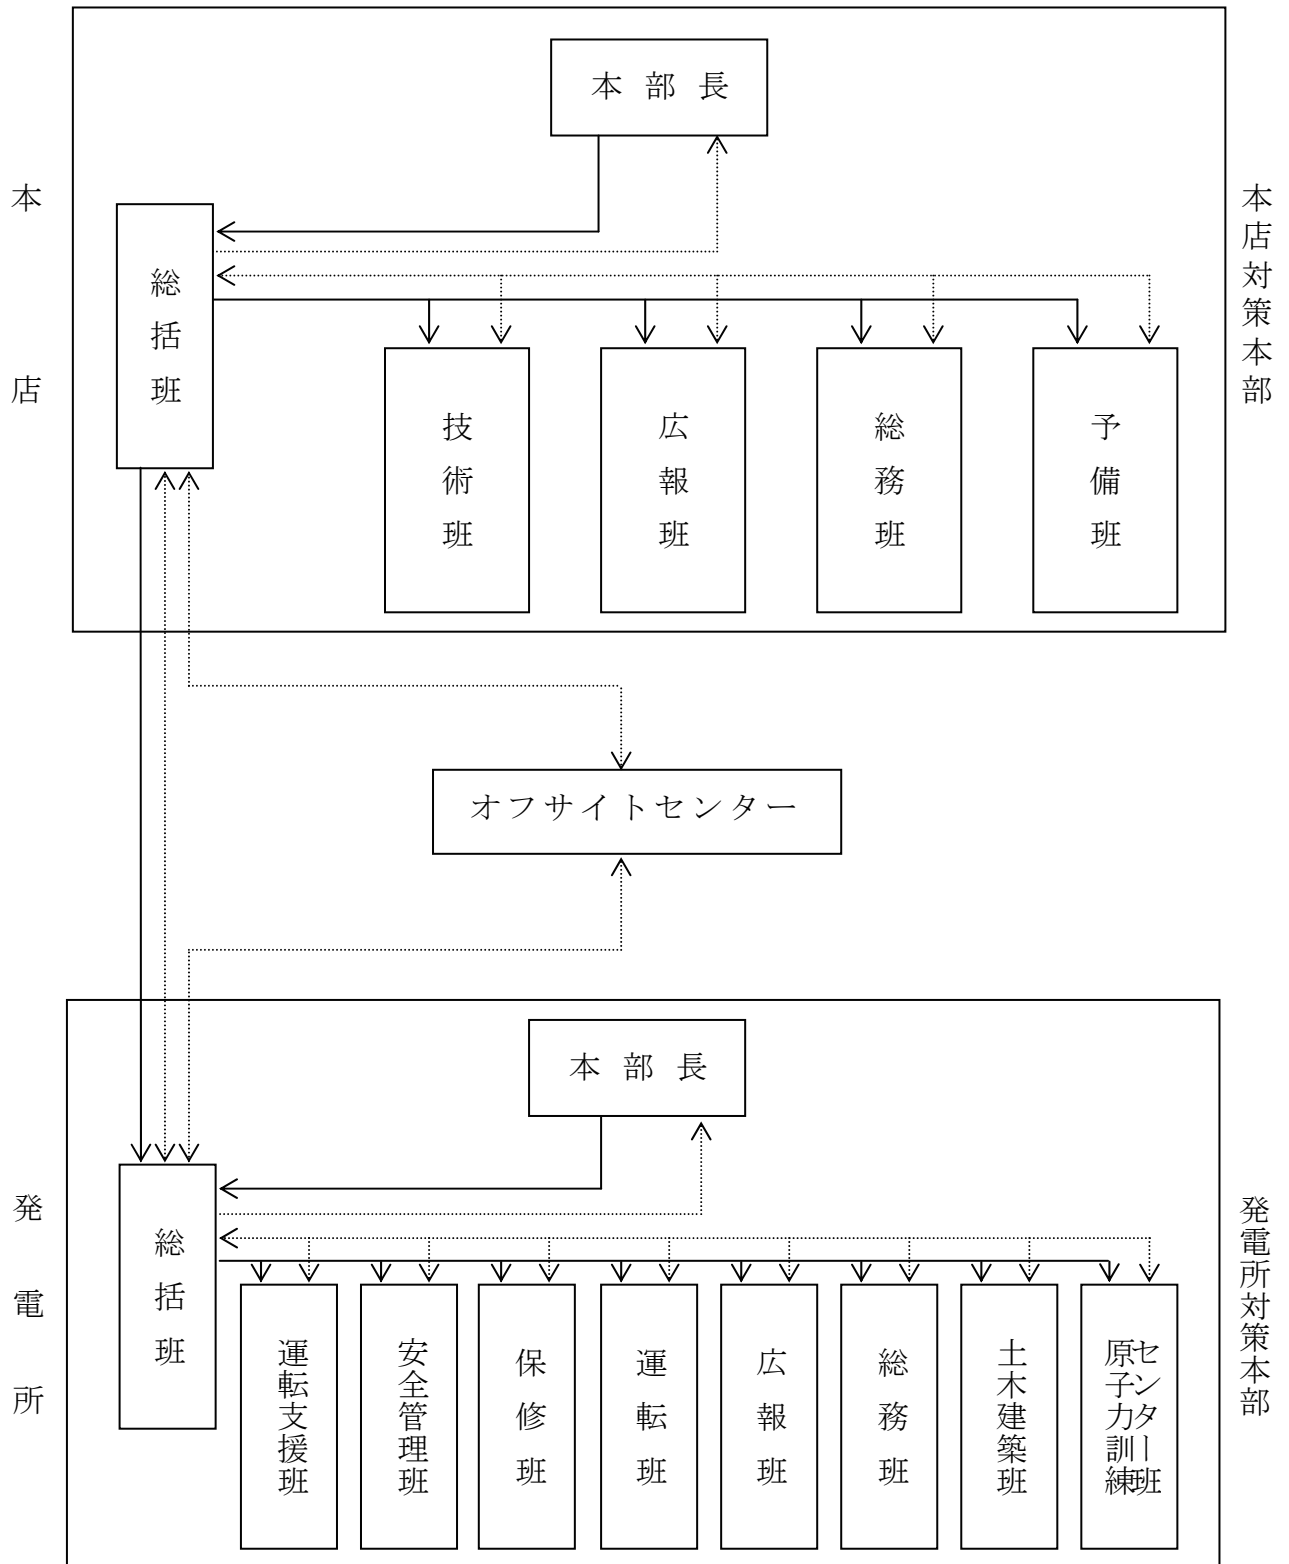 本部長
本店
本店対策本部
総括班
技術班
広報班
総務班
予備班
オフサイトセンター
本部長
発電所
発電所対策本部
総括班
運転支援班
安全管理班
保修班
運転班
広報班
総務班
土木建築班
原子力訓練
センター班